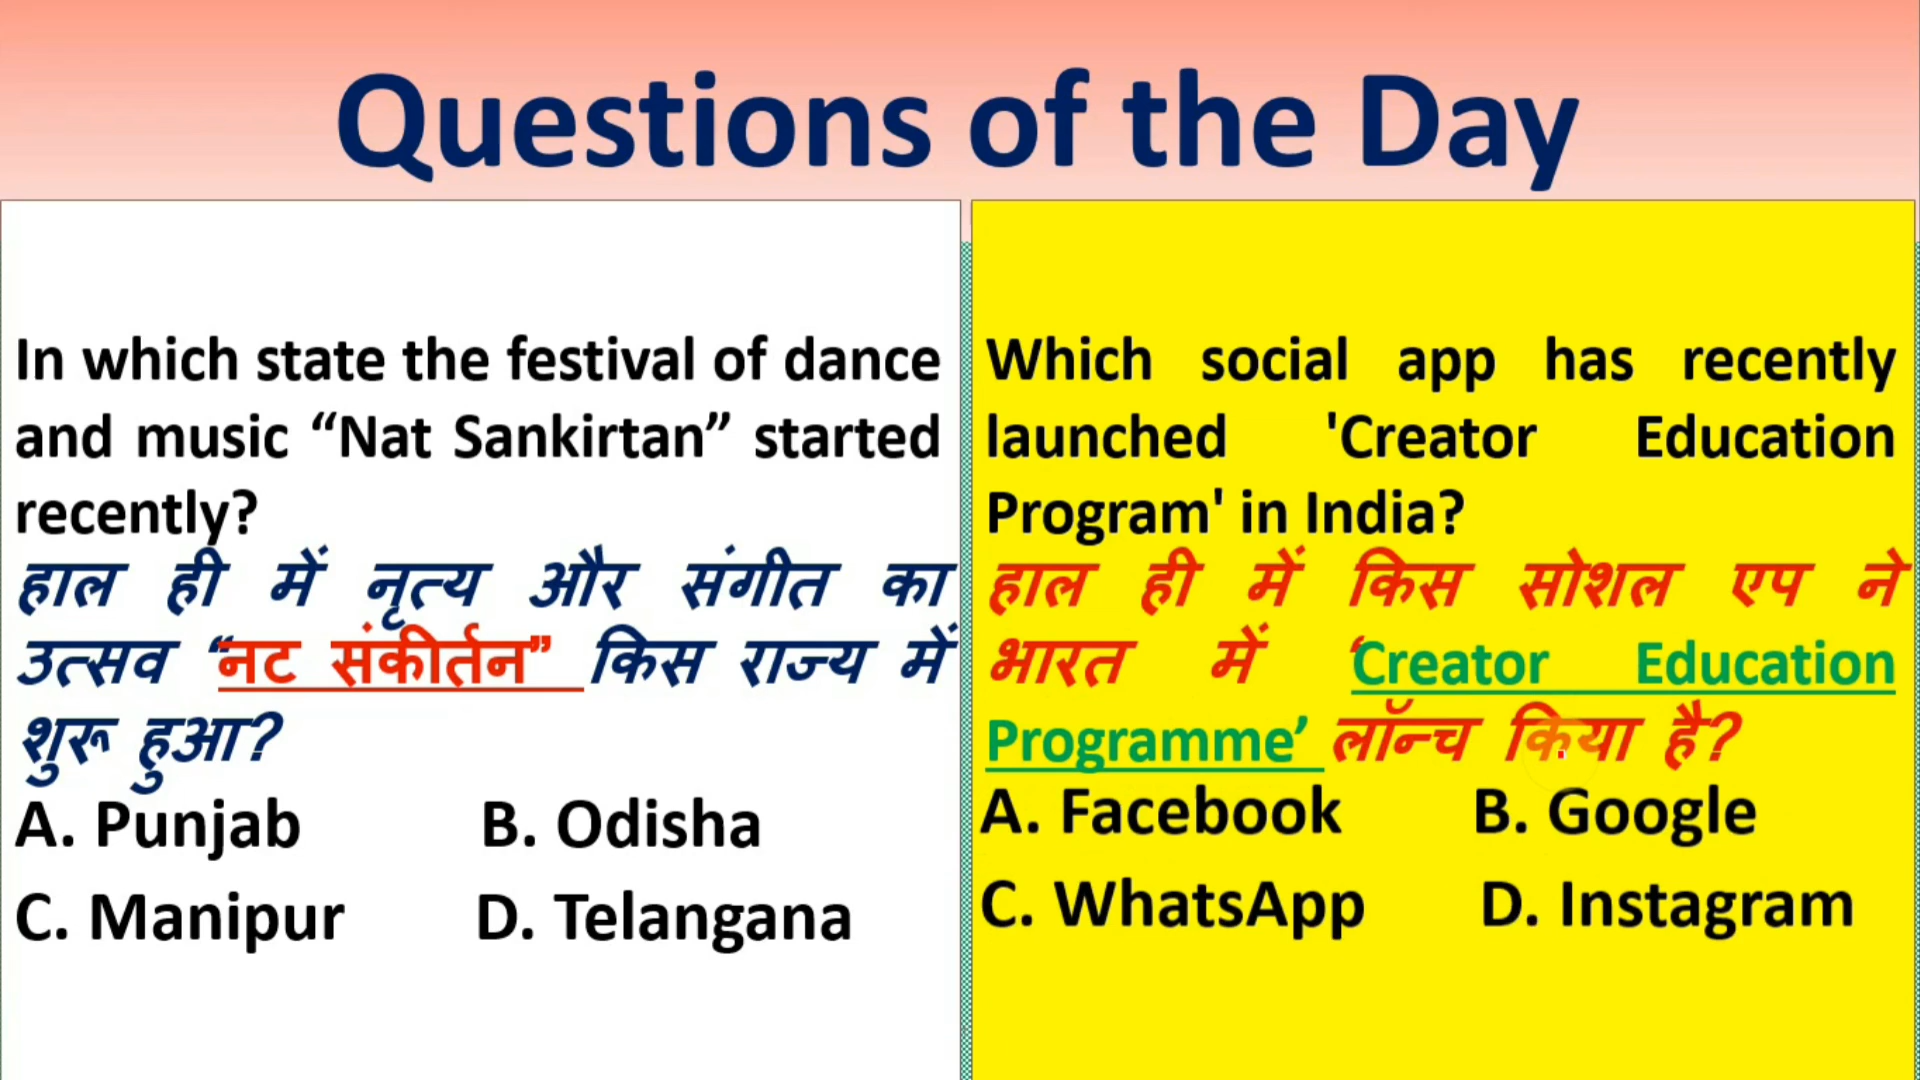 Questions of the Day
In which state the festival of dance
and music “Nat Sankirtan” started
recently?
हाल ही में नृत्य और संगीत का
उत्सव “नट संकीर्तन” किस राज्य में
शुरू हुआ?
A. Punjab B. Odisha
C. Manipur D. Telangana
Which social app has recently
launched 'Creator Education
Program' in India?
हाल ही में किस सोशल एप ने
भारत में ‘Creator Education
Programme’ लॉन्च किया है?
A. Facebook B. Google
C. WhatsApp D. Instagram